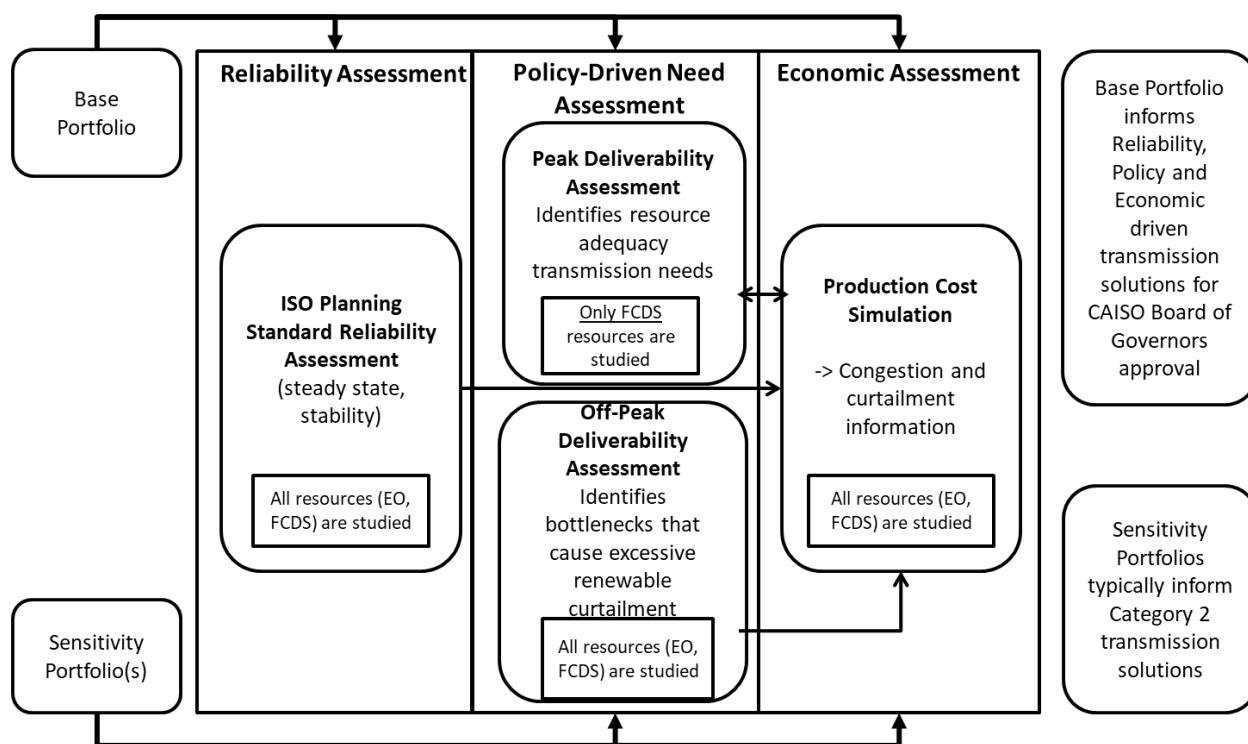 Base
Portfolio
Reliability Assessment
Policy-Driven Need
Assessment
Economic Assessment
Peak Deliverability
Assessment
Identifies resource
adequacy
transmission needs
Only FCDS
resources are
studied
ISO Planning
Standard Reliability
Assessment
(steady state,
stability)
All resources (EO,
FCDS) are studied
Off-Peak
Deliverability
Assessment
Identifies
bottlenecks that
cause excessive
renewable
curtailment
All resources (EO,
FCDS) are studied
Production Cost
Simulation
-> Congestion and
curtailment
information
All resources (EO,
FCDS) are studied
Base Portfolio
informs
Reliability,
Policy and
Economic
driven
transmission
solutions for
CAISO Board of
Governors
approval
Sensitivity
Portfolio(s)
Sensitivity
Portfolios
typically inform
Category 2
transmission
solutions